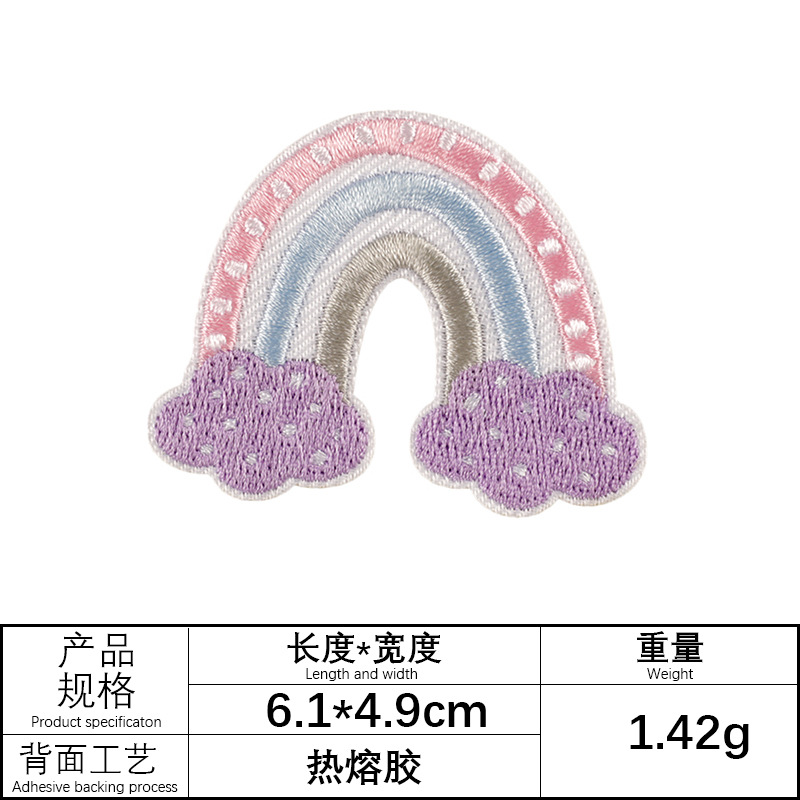 产品
规格
Product specificaton
长度*宽度
Length and width
重量
Weight
6.1*4.9cm
1.42g
背面工艺
Adhesive backing process
热熔胶